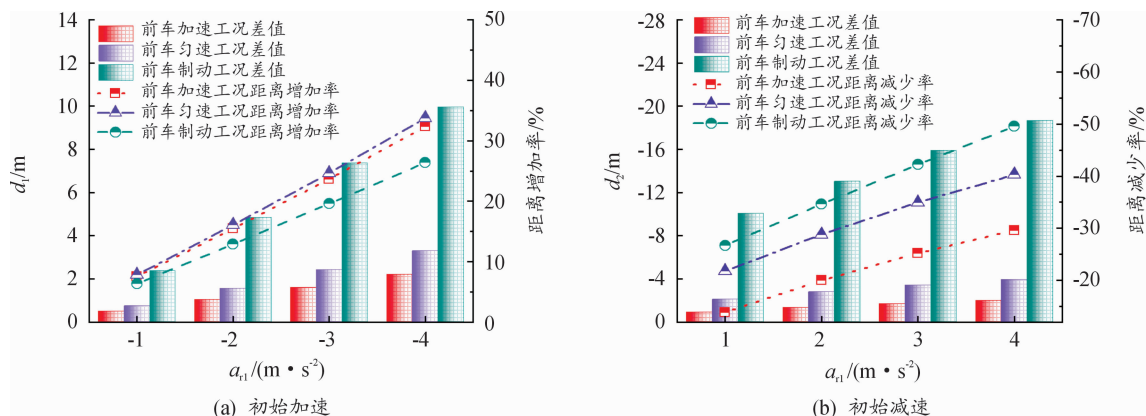 14
12
10
8
6
4
2
0
d₁/m
50
40
30
20
10
0
距离增加率/%
前车加速工况差值
前车匀速工况差值
前车制动工况差值
前车加速工况距离增加率
前车匀速工况距离增加率
前车制动工况距离增加率
-1 -2 -3 -4
aᵣ₁/(m·s⁻²)
(a) 初始加速
-28
-24
-20
-16
-12
-8
-4
0
d₂/m
-70
-60
-50
-40
-30
-20
距离减少率/%
前车加速工况差值
前车匀速工况差值
前车制动工况差值
前车加速工况距离减少率
前车匀速工况距离减少率
前车制动工况距离减少率
1 2 3 4
aᵣ₁/(m·s⁻²)
(b) 初始减速